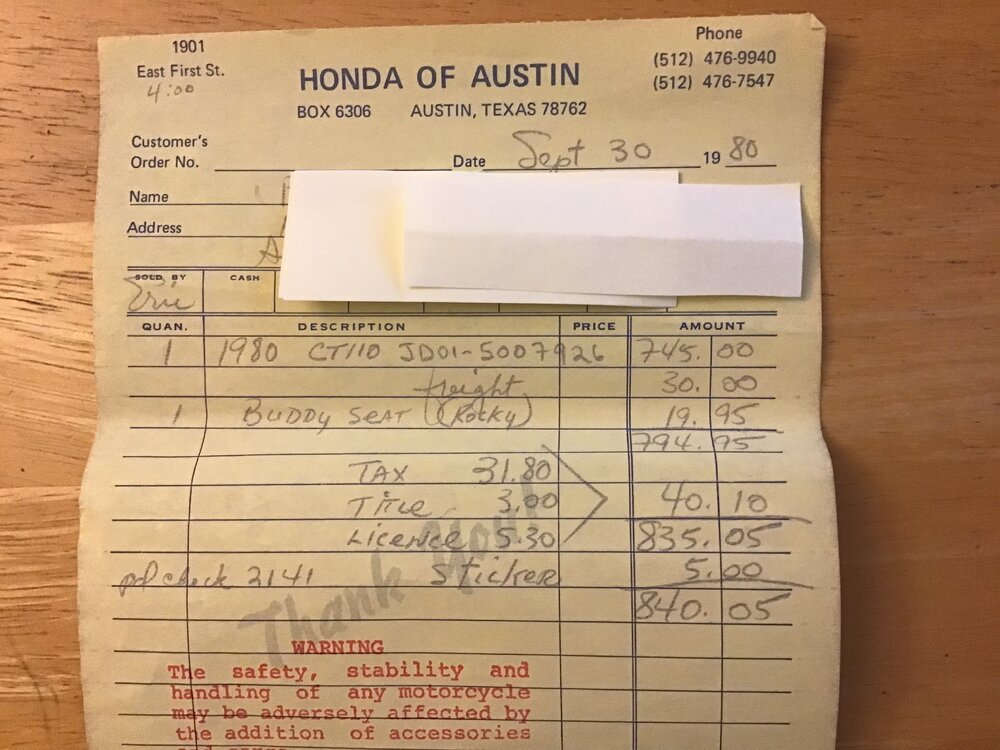 1901
East First St.
4:00
HONDA OF AUSTIN
BOX 6306 AUSTIN, TEXAS 78762
Phone
(512) 476-9940
(512) 476-7547
Customer's
Order No.
Date Sept 30 1980
Name
Address
A
SOLD BY CASH
Eric
QUAN. DESCRIPTION PRICE AMOUNT
1 1980 CT110 JD01-5007926 745.00
freight 30.00
1 BUDDY SEAT (Rocky) 19.95
794.95
TAX 31.80
Title 3.00 40.10
Licence 5.30 835.05
pd check 2141 Sticker 5.00
840.05
Thank You!
WARNING
The safety, stability and
handling of any motorcycle
may be adversely affected by
the addition of accessories